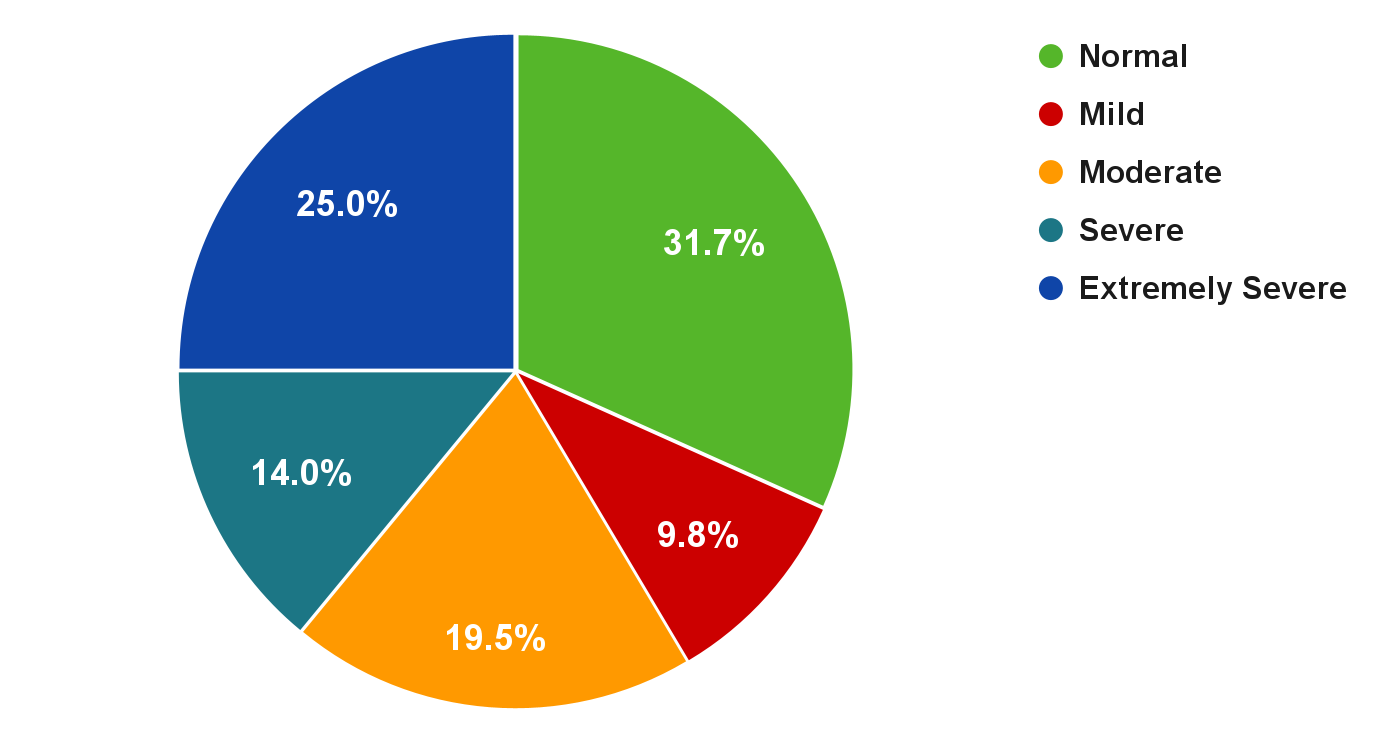 25.0%
31.7%
14.0%
9.8%
19.5%
Normal
Mild
Moderate
Severe
Extremely Severe